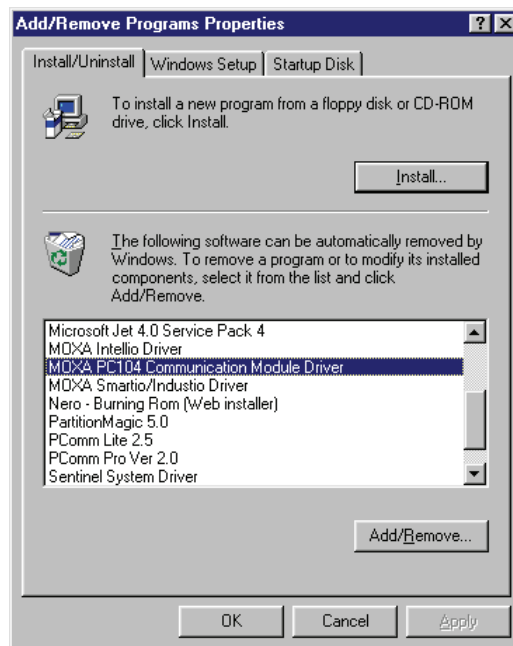 Add/Remove Programs Properties
Install/Uninstall
Windows Setup
Startup Disk
To install a new program from a floppy disk or CD-ROM
drive, click Install.
Install...
The following software can be automatically removed by
Windows. To remove a program or to modify its installed
components, select it from the list and click
Add/Remove.
Microsoft Jet 4.0 Service Pack 4
MOXA Intellio Driver
MOXA PC104 Communication Module Driver
MOXA Smartio/Industio Driver
Nero - Burning Rom (Web installer)
PartitionMagic 5.0
PComm Lite 2.5
PComm Pro Ver 2.0
Sentinel System Driver
Add/Remove...
OK
Cancel
Apply